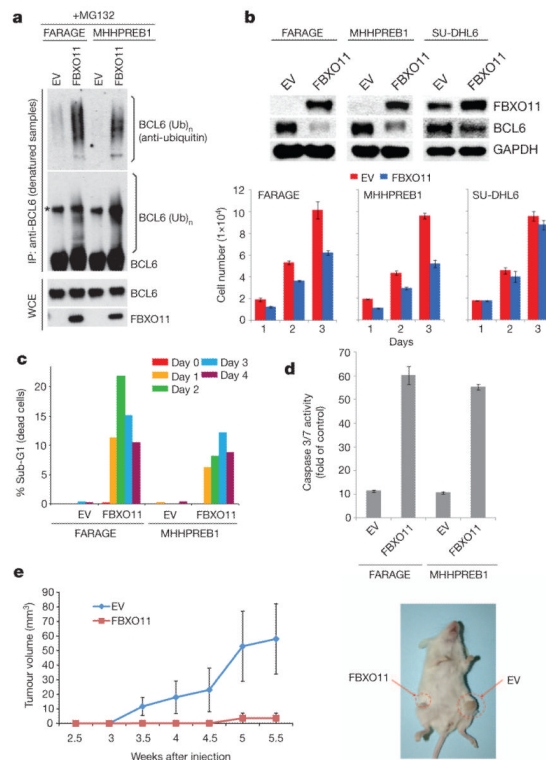 a
+MG132
FARAGE MHHPREB1
EV
FBXO11
EV
FBXO11
IP: anti-BCL6 (denatured samples)
BCL6 (Ub)n
(anti-ubiquitin)
*
BCL6 (Ub)n
BCL6
WCE
BCL6
FBXO11
b
FARAGE MHHPREB1 SU-DHL6
EV
FBXO11
EV
FBXO11
EV
FBXO11
FBXO11
BCL6
GAPDH
EV FBXO11
FARAGE MHHPREB1 SU-DHL6
Cell number (1×10⁴)
10
8
6
4
2
0
1 2 3 1 2 3 1 2 3
Days
c
% Sub-G1 (dead cells)
20
15
10
5
0
Day 0 Day 3
Day 1 Day 4
Day 2
EV FBXO11 EV FBXO11
FARAGE MHHPREB1
d
Caspase 3/7 activity
(fold of control)
70
60
50
40
30
20
10
0
EV
FBXO11
EV
FBXO11
FARAGE MHHPREB1
e
Tumour volume (mm³)
90
80
70
60
50
40
30
20
10
0
EV
FBXO11
2.5 3 3.5 4 4.5 5 5.5
Weeks after injection
FBXO11
EV